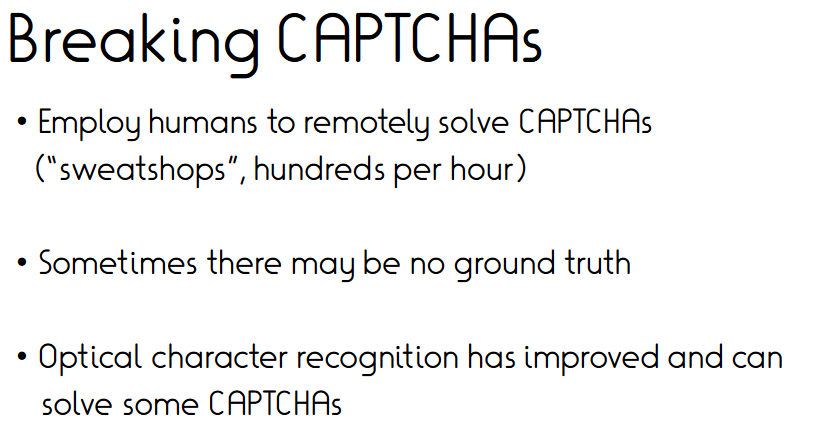 Breaking CAPTCHAs
• Employ humans to remotely solve CAPTCHAs
("sweatshops", hundreds per hour)
• Sometimes there may be no ground truth
• Optical character recognition has improved and can
solve some CAPTCHAs